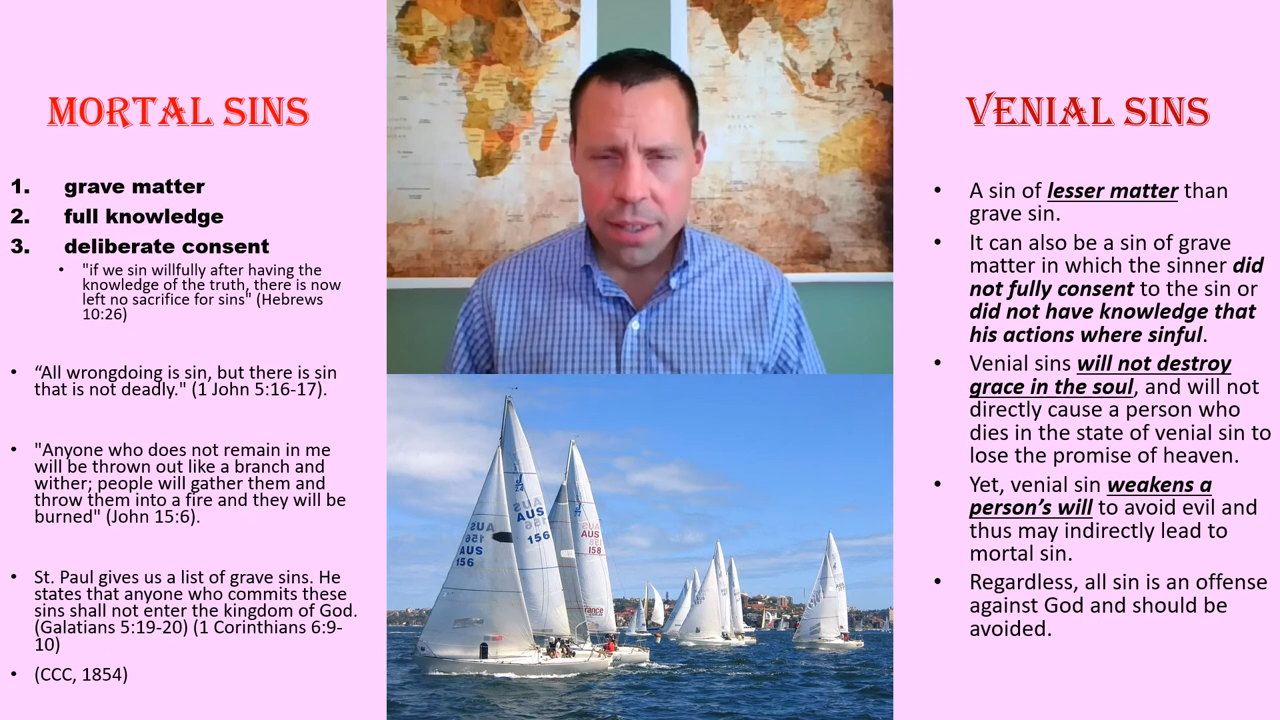 MORTAL SINS
1. grave matter
2. full knowledge
3. deliberate consent
• "if we sin willfully after having the
knowledge of the truth, there is now
left no sacrifice for sins" (Hebrews
10:26)
• “All wrongdoing is sin, but there is sin
that is not deadly." (1 John 5:16-17).
• "Anyone who does not remain in me
will be thrown out like a branch and
wither; people will gather them and
throw them into a fire and they will be
burned" (John 15:6).
• St. Paul gives us a list of grave sins. He
states that anyone who commits these
sins shall not enter the kingdom of God.
(Galatians 5:19-20) (1 Corinthians 6:9-
10)
• (CCC, 1854)
AUS
156
AUS
156
AUS
156
158
VENIAL SINS
• A sin of lesser matter than
grave sin.
• It can also be a sin of grave
matter in which the sinner did
not fully consent to the sin or
did not have knowledge that
his actions where sinful.
• Venial sins will not destroy
grace in the soul, and will not
directly cause a person who
dies in the state of venial sin to
lose the promise of heaven.
• Yet, venial sin weakens a
person’s will to avoid evil and
thus may indirectly lead to
mortal sin.
• Regardless, all sin is an offense
against God and should be
avoided.